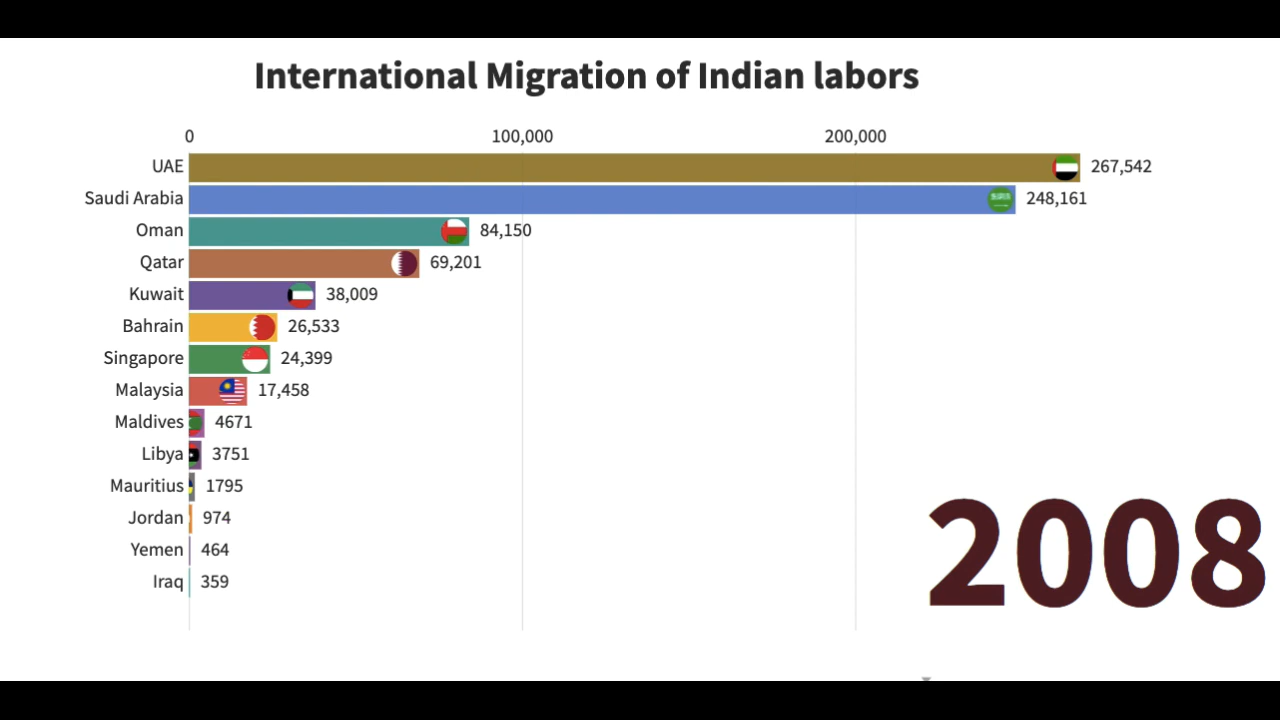 International Migration of Indian labors
0 100,000 200,000
UAE 267,542
Saudi Arabia 248,161
Oman 84,150
Qatar 69,201
Kuwait 38,009
Bahrain 26,533
Singapore 24,399
Malaysia 17,458
Maldives 4671
Libya 3751
Mauritius 1795
Jordan 974
Yemen 464
Iraq 359
2008